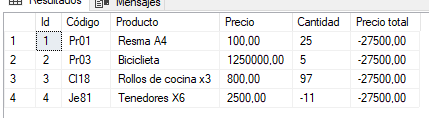 Resultados Mensajes
Id Código Producto Precio Cantidad Precio total
1 1 Pr01 Resma A4 100,00 25 -27500,00
2 2 Pr03 Bicicleta 1250000,00 5 -27500,00
3 3 Cl18 Rollos de cocina x3 800,00 97 -27500,00
4 4 Je81 Tenedores X6 2500,00 -11 -27500,00